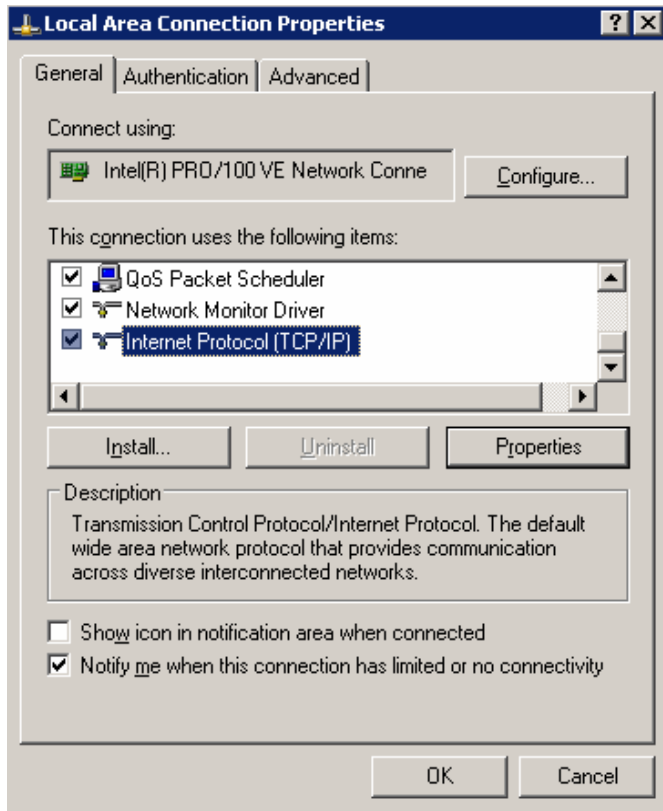 Local Area Connection Properties
General Authentication Advanced
Connect using:
Intel(R) PRO/100 VE Network Conne
Configure...
This connection uses the following items:
QoS Packet Scheduler
Network Monitor Driver
Internet Protocol (TCP/IP)
Install... Uninstall Properties
Description
Transmission Control Protocol/Internet Protocol. The default
wide area network protocol that provides communication
across diverse interconnected networks.
Show icon in notification area when connected
Notify me when this connection has limited or no connectivity
OK Cancel